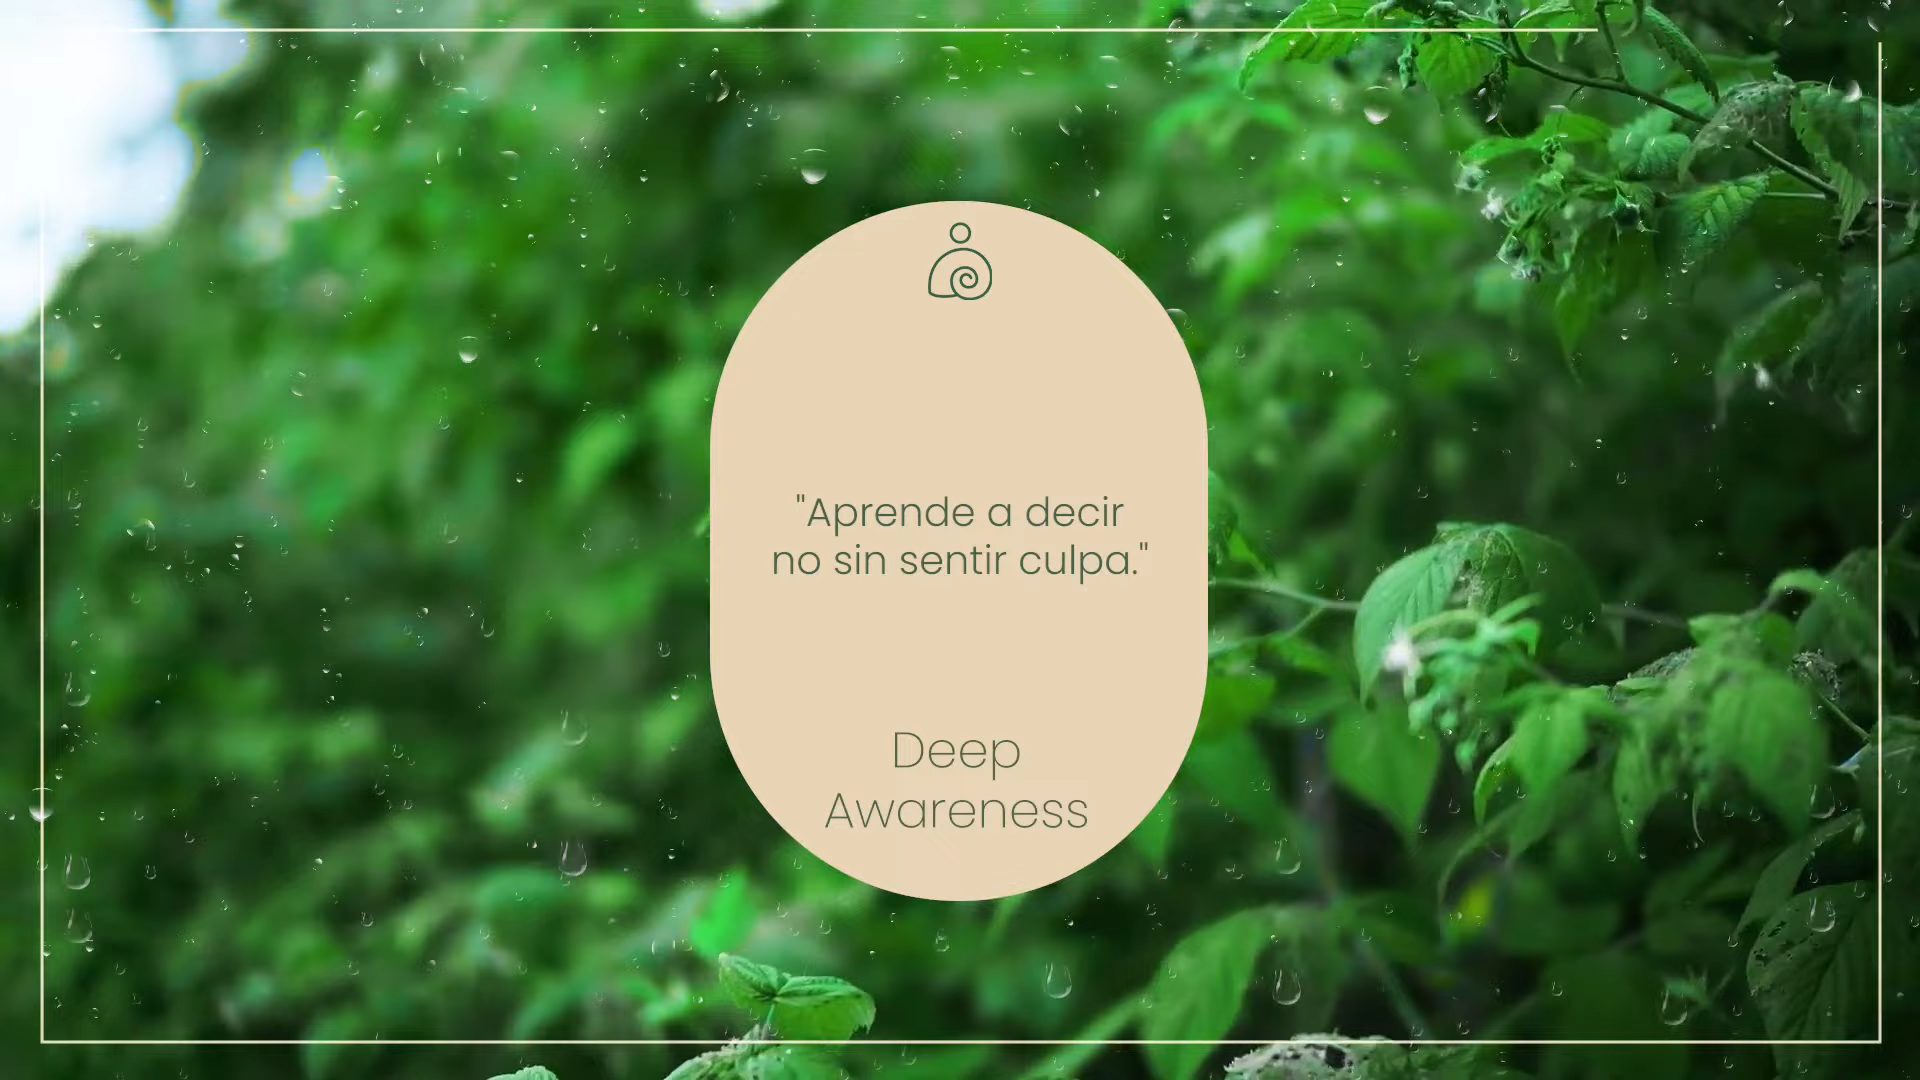 "Aprende a decir
no sin sentir culpa."
Deep
Awareness